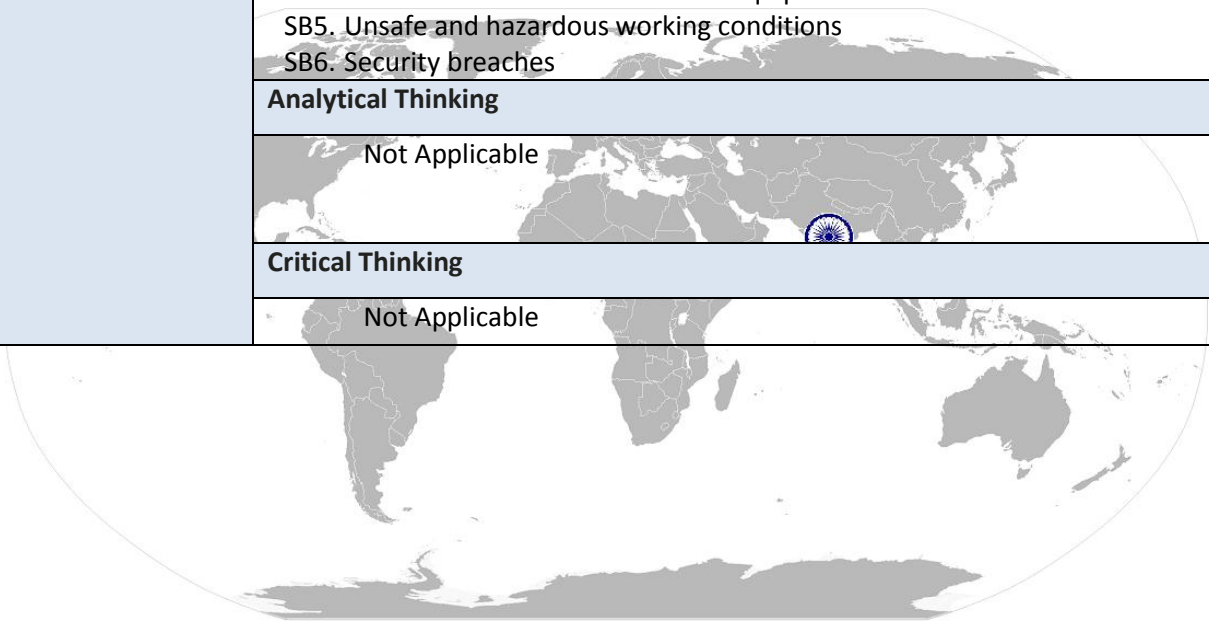 SB5. Unsafe and hazardous working conditions
SB6. Security breaches
Analytical Thinking
Not Applicable
Critical Thinking
Not Applicable